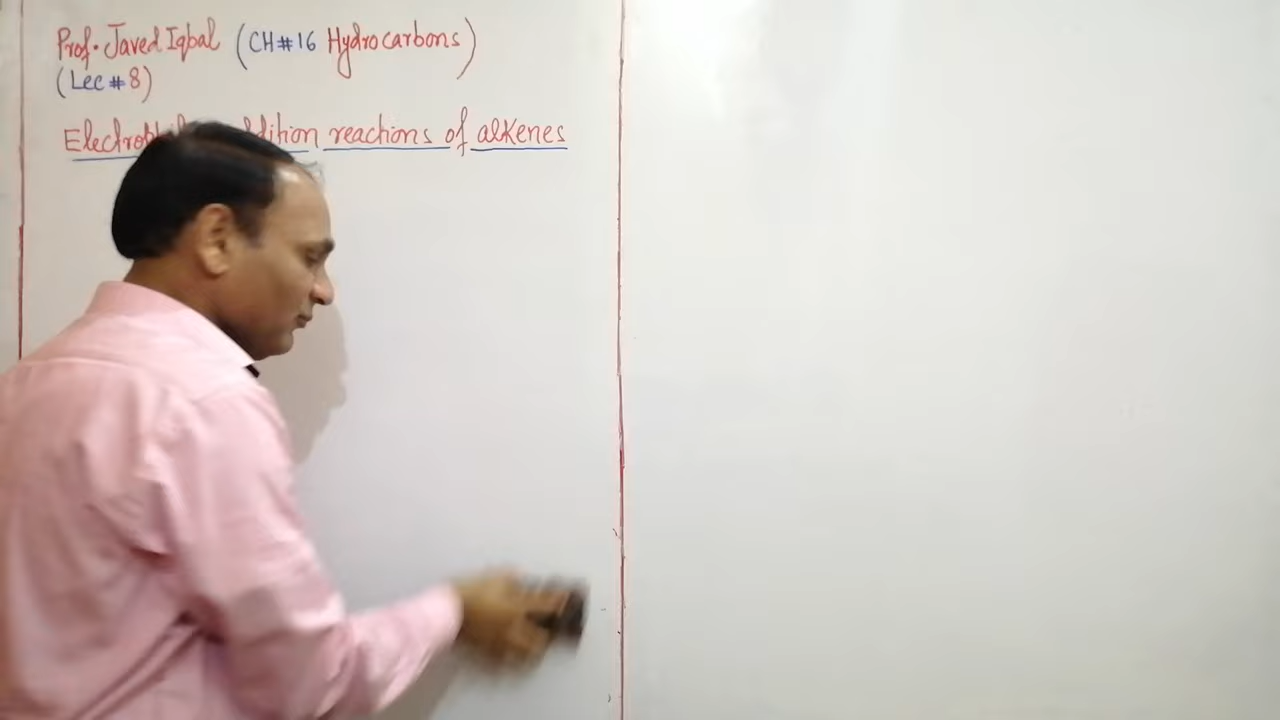 Prof. Javed Iqbal (CH#16 Hydrocarbons)
(Lec#8)
reactions of alkenes